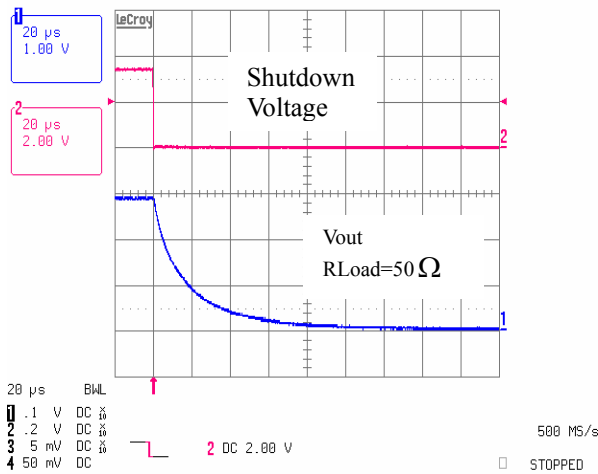 1
20 µs
1.00 V
LeCroy
2
20 µs
2.00 V
Shutdown
Voltage
2
Vout
RLoad=50 Ω
1
20 µs BWL
1 .1 V DC X10
2 .2 V DC X10
3 5 mV DC X10
4 50 mV DC
2 DC 2.00 V
500 MS/s
STOPPED